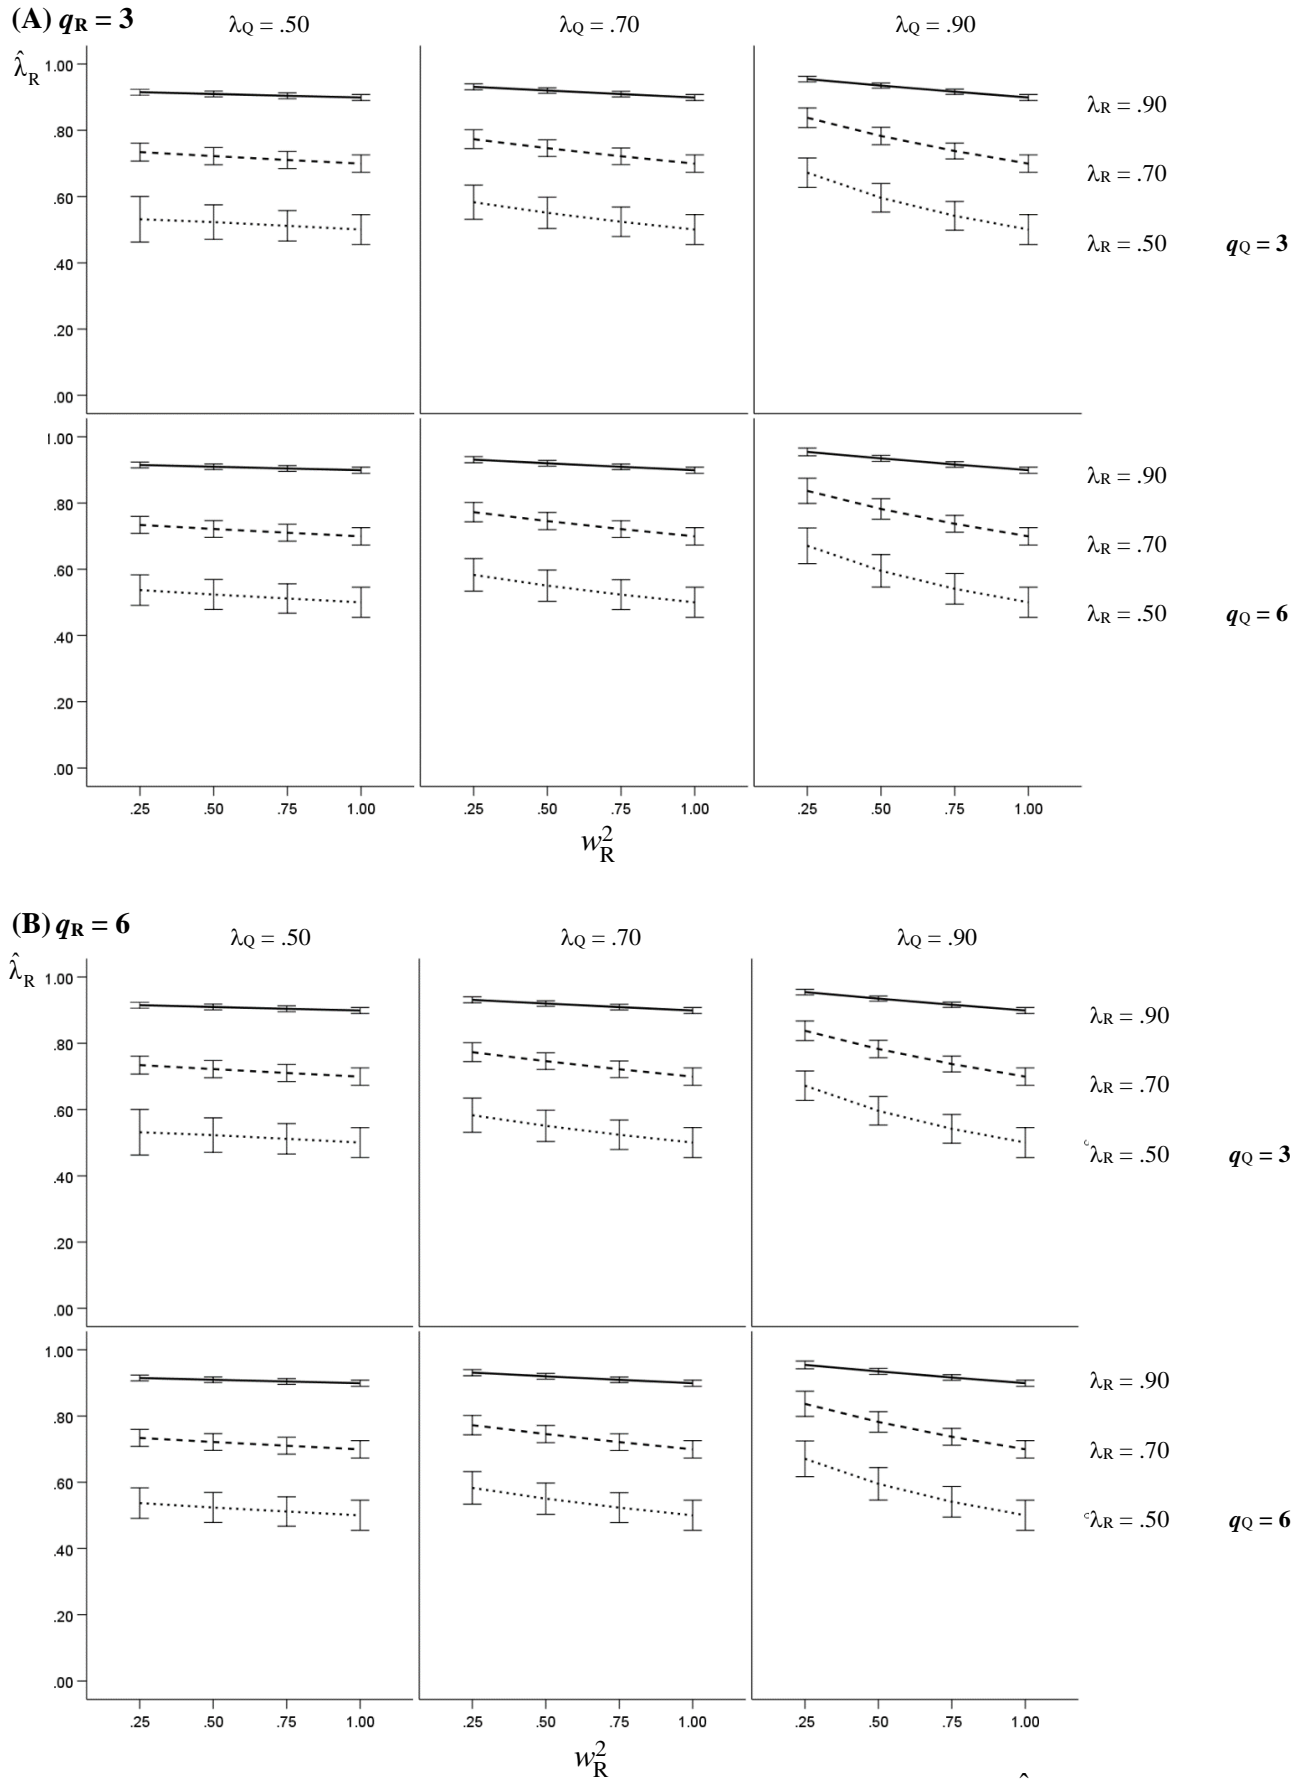 (A) qR = 3
λQ = .50 λQ = .70 λQ = .90
λ̂R
1.00
.80
.60
.40
.20
.00
λR = .90
λR = .70
λR = .50 qQ = 3
1.00
.80
.60
.40
.20
.00
λR = .90
λR = .70
λR = .50 qQ = 6
.25 .50 .75 1.00 .25 .50 .75 1.00 .25 .50 .75 1.00
w²R
(B) qR = 6
λQ = .50 λQ = .70 λQ = .90
λ̂R
1.00
.80
.60
.40
.20
.00
λR = .90
λR = .70
λR = .50 qQ = 3
1.00
.80
.60
.40
.20
.00
λR = .90
λR = .70
λR = .50 qQ = 6
.25 .50 .75 1.00 .25 .50 .75 1.00 .25 .50 .75 1.00
w²R